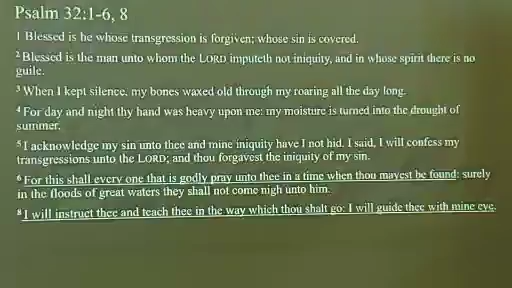 Psalm 32:1-6, 8
1 Blessed is he whose transgression is forgiven; whose sin is covered.
2 Blessed is the man unto whom the LORD imputeth not iniquity, and in whose spirit there is no
guile.
3 When I kept silence, my bones waxed old through my roaring all the day long.
4 For day and night thy hand was heavy upon me: my moisture is turned into the drought of
summer.
5 I acknowledge my sin unto thee and mine iniquity have I not hid. I said, I will confess my
transgressions unto the LORD; and thou forgavest the iniquity of my sin.
6 For this shall every one that is godly pray unto thee in a time when thou mayest be found: surely
in the floods of great waters they shall not come nigh unto him.
8 I will instruct thee and teach thee in the way which thou shalt go: I will guide thee with mine eye.